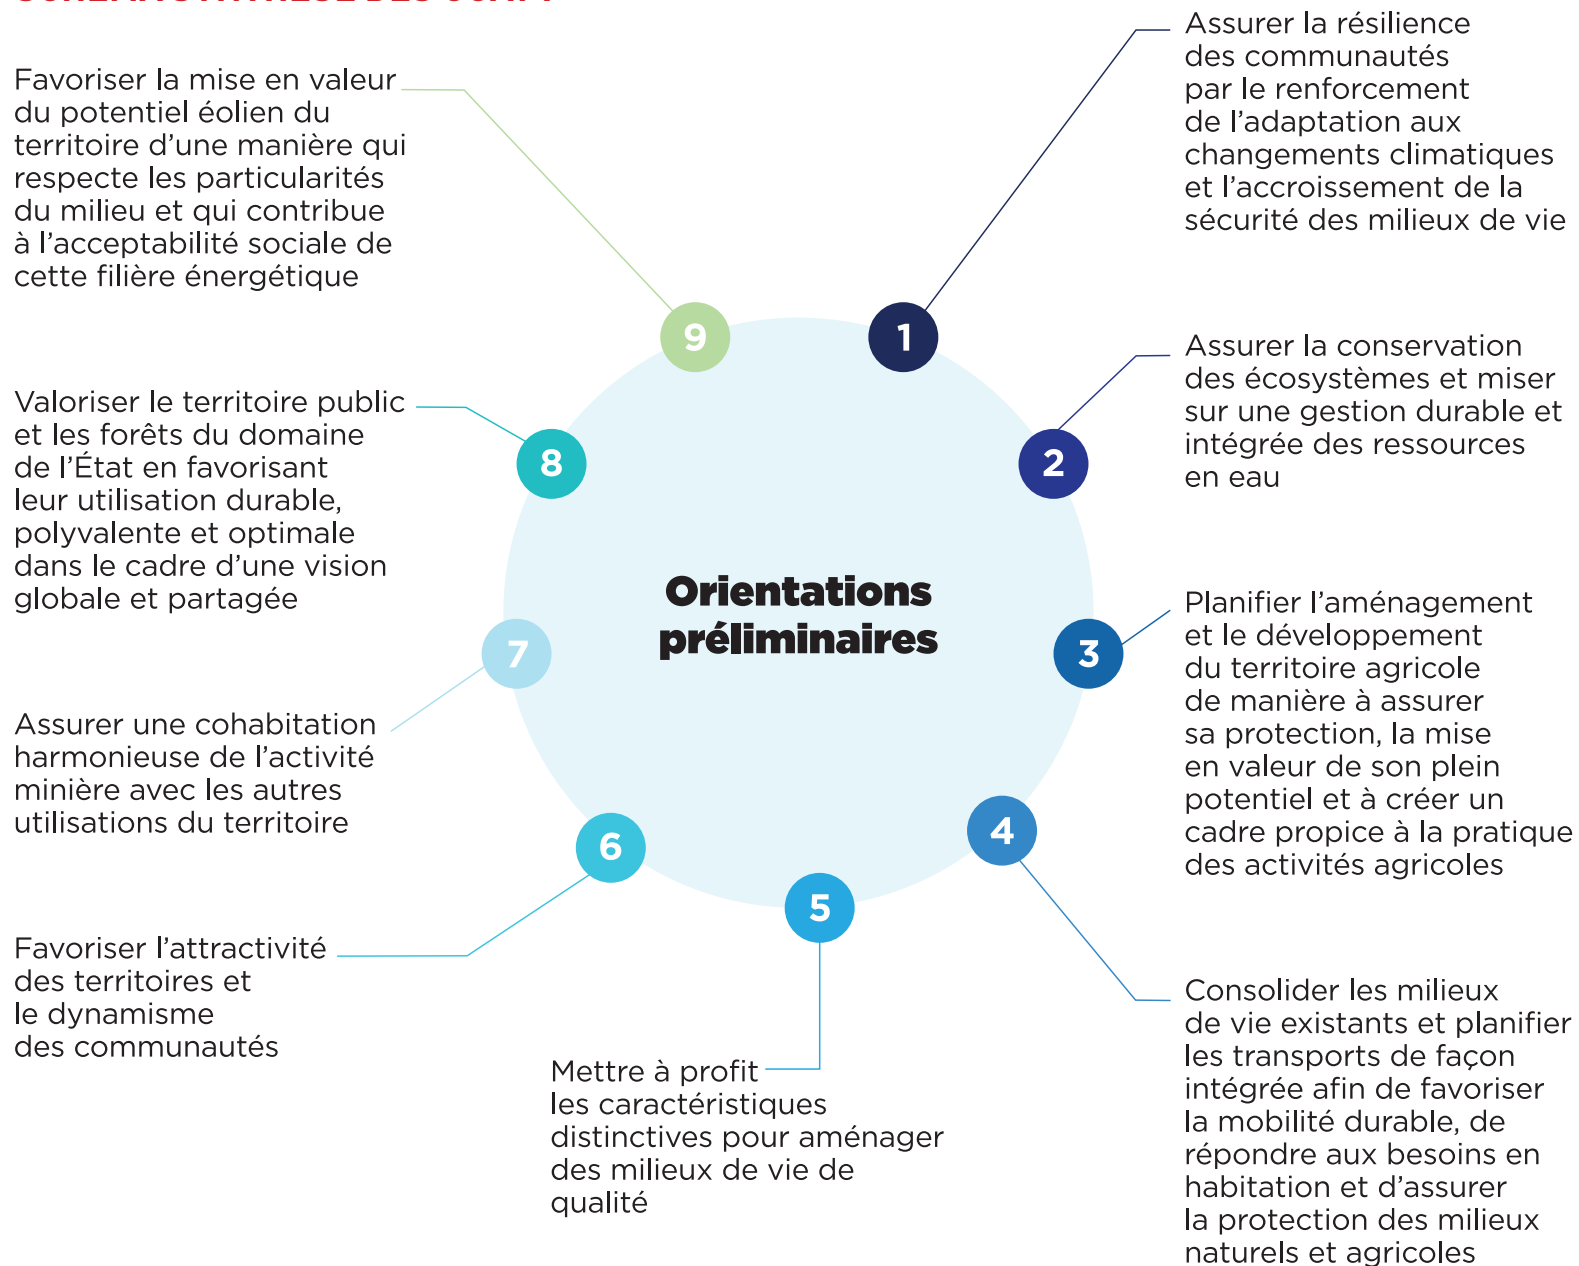 Orientations
préliminaires
1
Assurer la résilience
des communautés
par le renforcement
de l’adaptation aux
changements climatiques
et l’accroissement de la
sécurité des milieux de vie
2
Assurer la conservation
des écosystèmes et miser
sur une gestion durable et
intégrée des ressources
en eau
3
Planifier l’aménagement
et le développement
du territoire agricole
de manière à assurer
sa protection, la mise
en valeur de son plein
potentiel et à créer un
cadre propice à la pratique
des activités agricoles
4
Consolider les milieux
de vie existants et planifier
les transports de façon
intégrée afin de favoriser
la mobilité durable, de
répondre aux besoins en
habitation et d’assurer
la protection des milieux
naturels et agricoles
5
Mettre à profit
les caractéristiques
distinctives pour aménager
des milieux de vie de
qualité
6
Favoriser l’attractivité
des territoires et
le dynamisme
des communautés
7
Assurer une cohabitation
harmonieuse de l’activité
minière avec les autres
utilisations du territoire
8
Valoriser le territoire public
et les forêts du domaine
de l’État en favorisant
leur utilisation durable,
polyvalente et optimale
dans le cadre d’une vision
globale et partagée
9
Favoriser la mise en valeur
du potentiel éolien du
territoire d’une manière qui
respecte les particularités
du milieu et qui contribue
à l’acceptabilité sociale de
cette filière énergétique